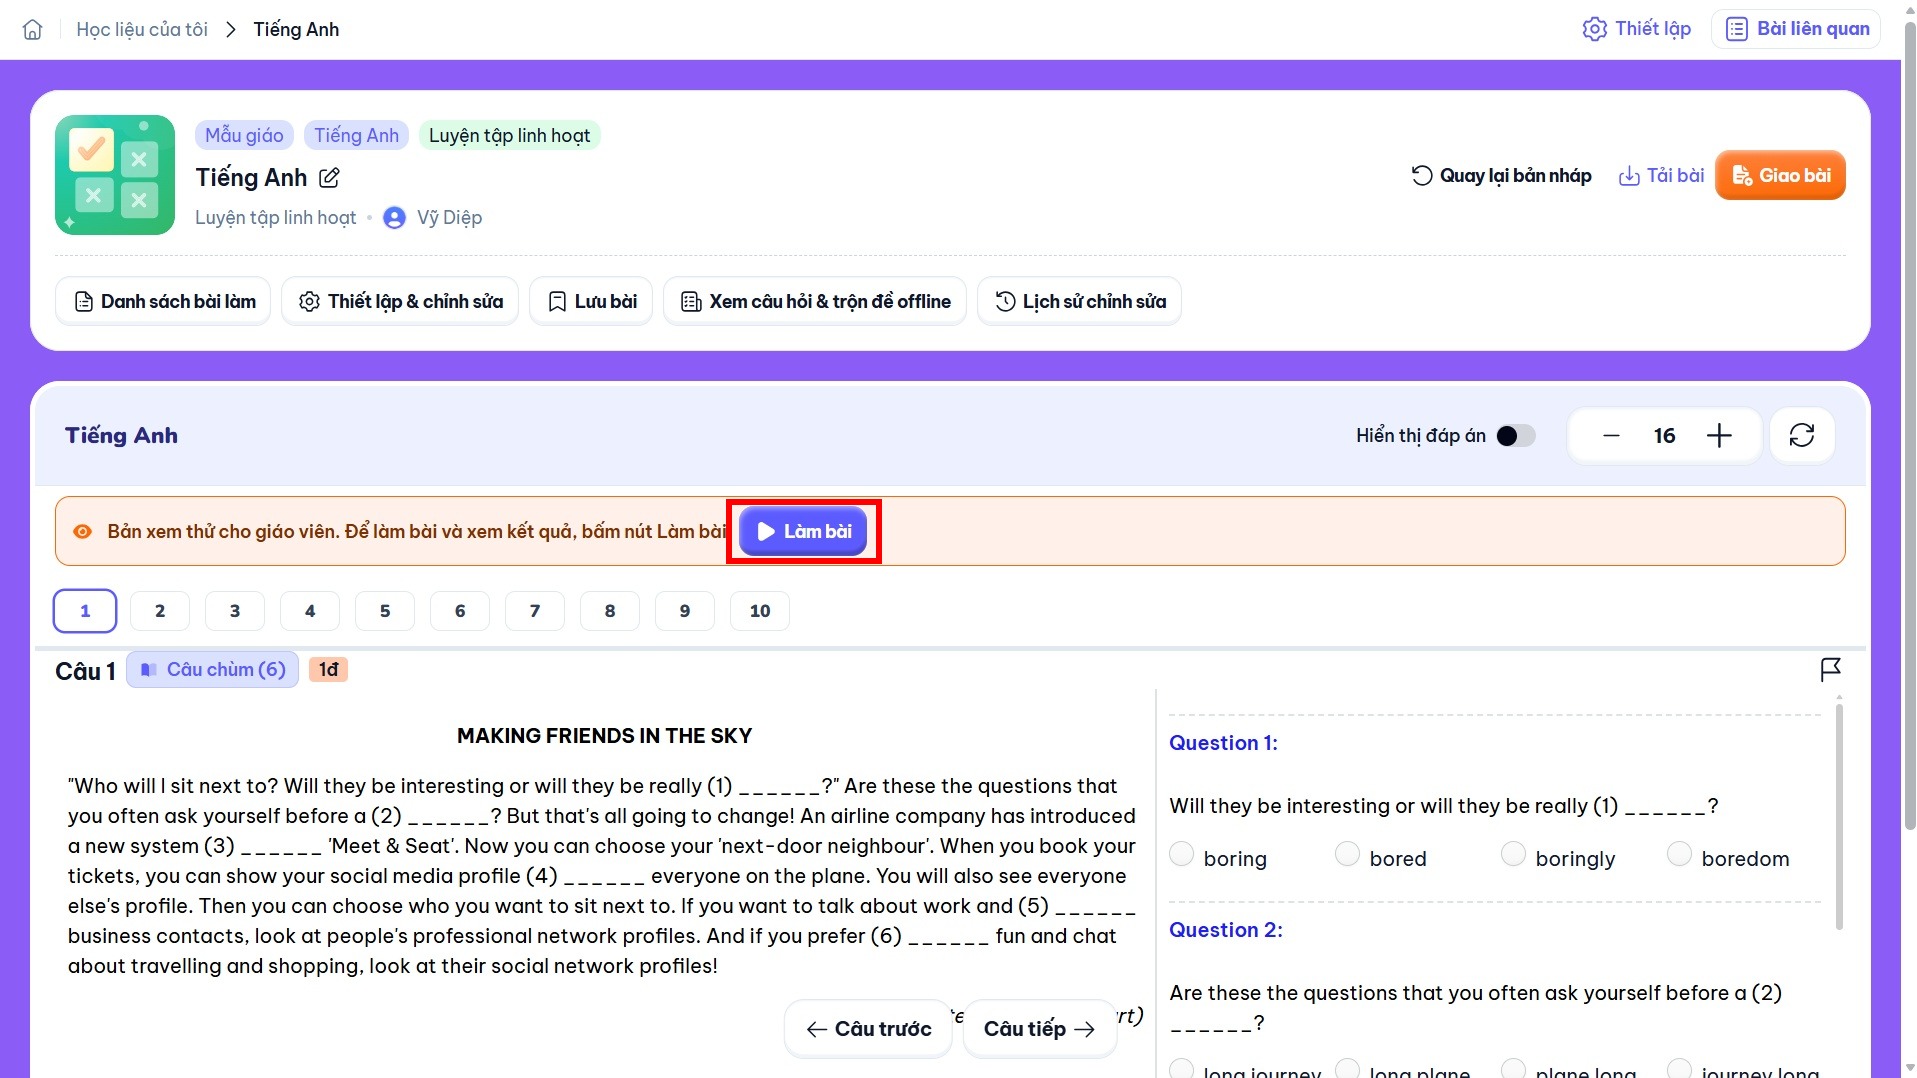 Học liệu của tôi > Tiếng Anh
Thiết lập
Bài liên quan
Mẫu giáo Tiếng Anh Luyện tập linh hoạt
Tiếng Anh
Luyện tập linh hoạt • Vỹ Diệp
Quay lại bản nháp
Tải bài
Giao bài
Danh sách bài làm
Thiết lập & chỉnh sửa
Lưu bài
Xem câu hỏi & trộn đề offline
Lịch sử chỉnh sửa
Tiếng Anh
Hiển thị đáp án
16
Bản xem thử cho giáo viên. Để làm bài và xem kết quả, bấm nút Làm bài
Làm bài
1 2 3 4 5 6 7 8 9 10
Câu 1 Câu chùm (6) 1đ
MAKING FRIENDS IN THE SKY
"Who will I sit next to? Will they be interesting or will they be really (1) ______?" Are these the questions that
you often ask yourself before a (2) ______? But that's all going to change! An airline company has introduced
a new system (3) ______ 'Meet & Seat'. Now you can choose your 'next-door neighbour'. When you book your
tickets, you can show your social media profile (4) ______ everyone on the plane. You will also see everyone
else's profile. Then you can choose who you want to sit next to. If you want to talk about work and (5) ______
business contacts, look at people's professional network profiles. And if you prefer (6) ______ fun and chat
about travelling and shopping, look at their social network profiles!
Câu trước
Câu tiếp
Question 1:
Will they be interesting or will they be really (1) ______?
boring bored boringly boredom
Question 2:
Are these the questions that you often ask yourself before a (2)
______?
long journey long plane plane long journey long